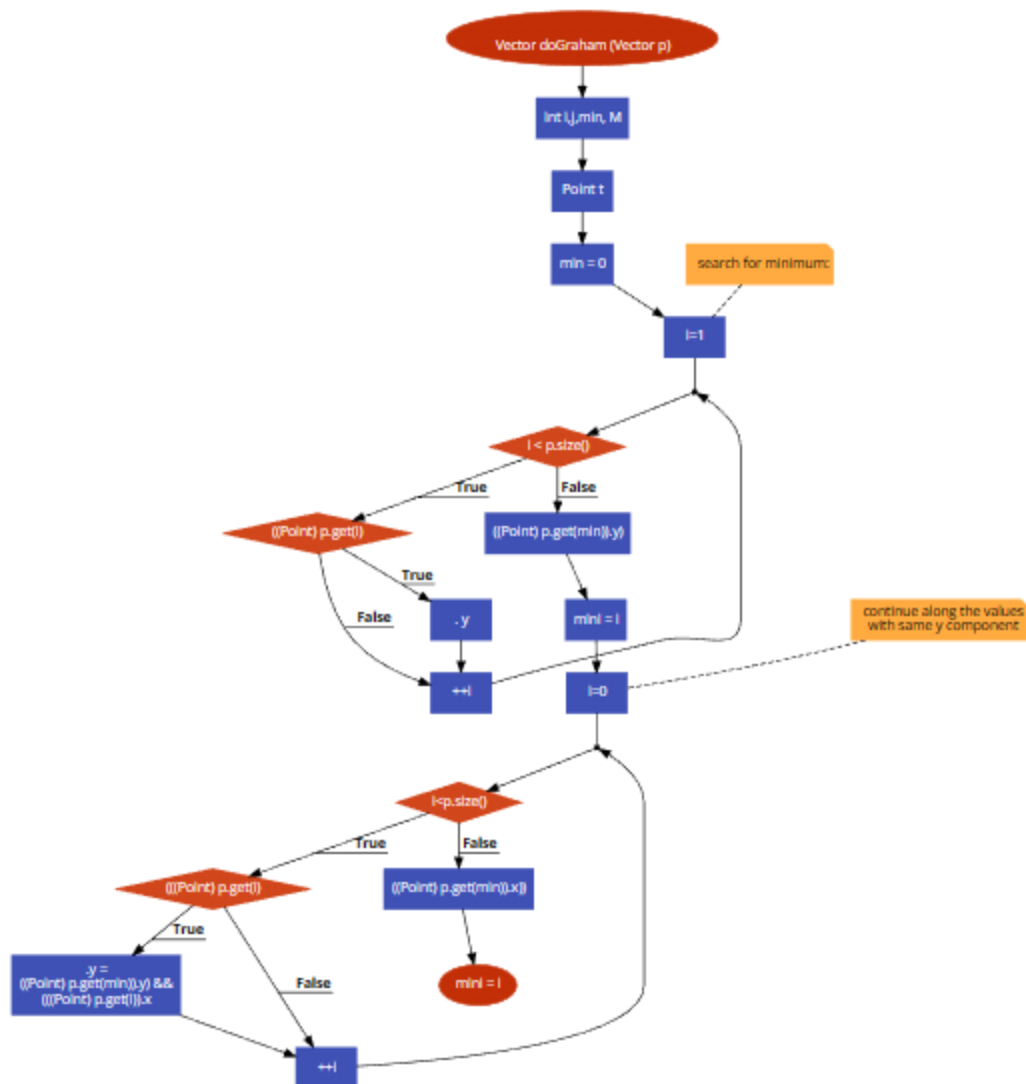 Vector doGraham (Vector p)
int i,j,min, M
Point t
min = 0
search for minimum:
i=1
i < p.size()
True
False
((Point) p.get(i)
((Point) p.get(min)).y)
True
False
. y
mini = i
continue along the values
with same y component
++i
i=0
i<p.size()
True
False
(((Point) p.get(i)
((Point) p.get(min)).x))
True
.y =
((Point) p.get(min)).y) &&
(((Point) p.get(i)).x
False
mini = i
++i